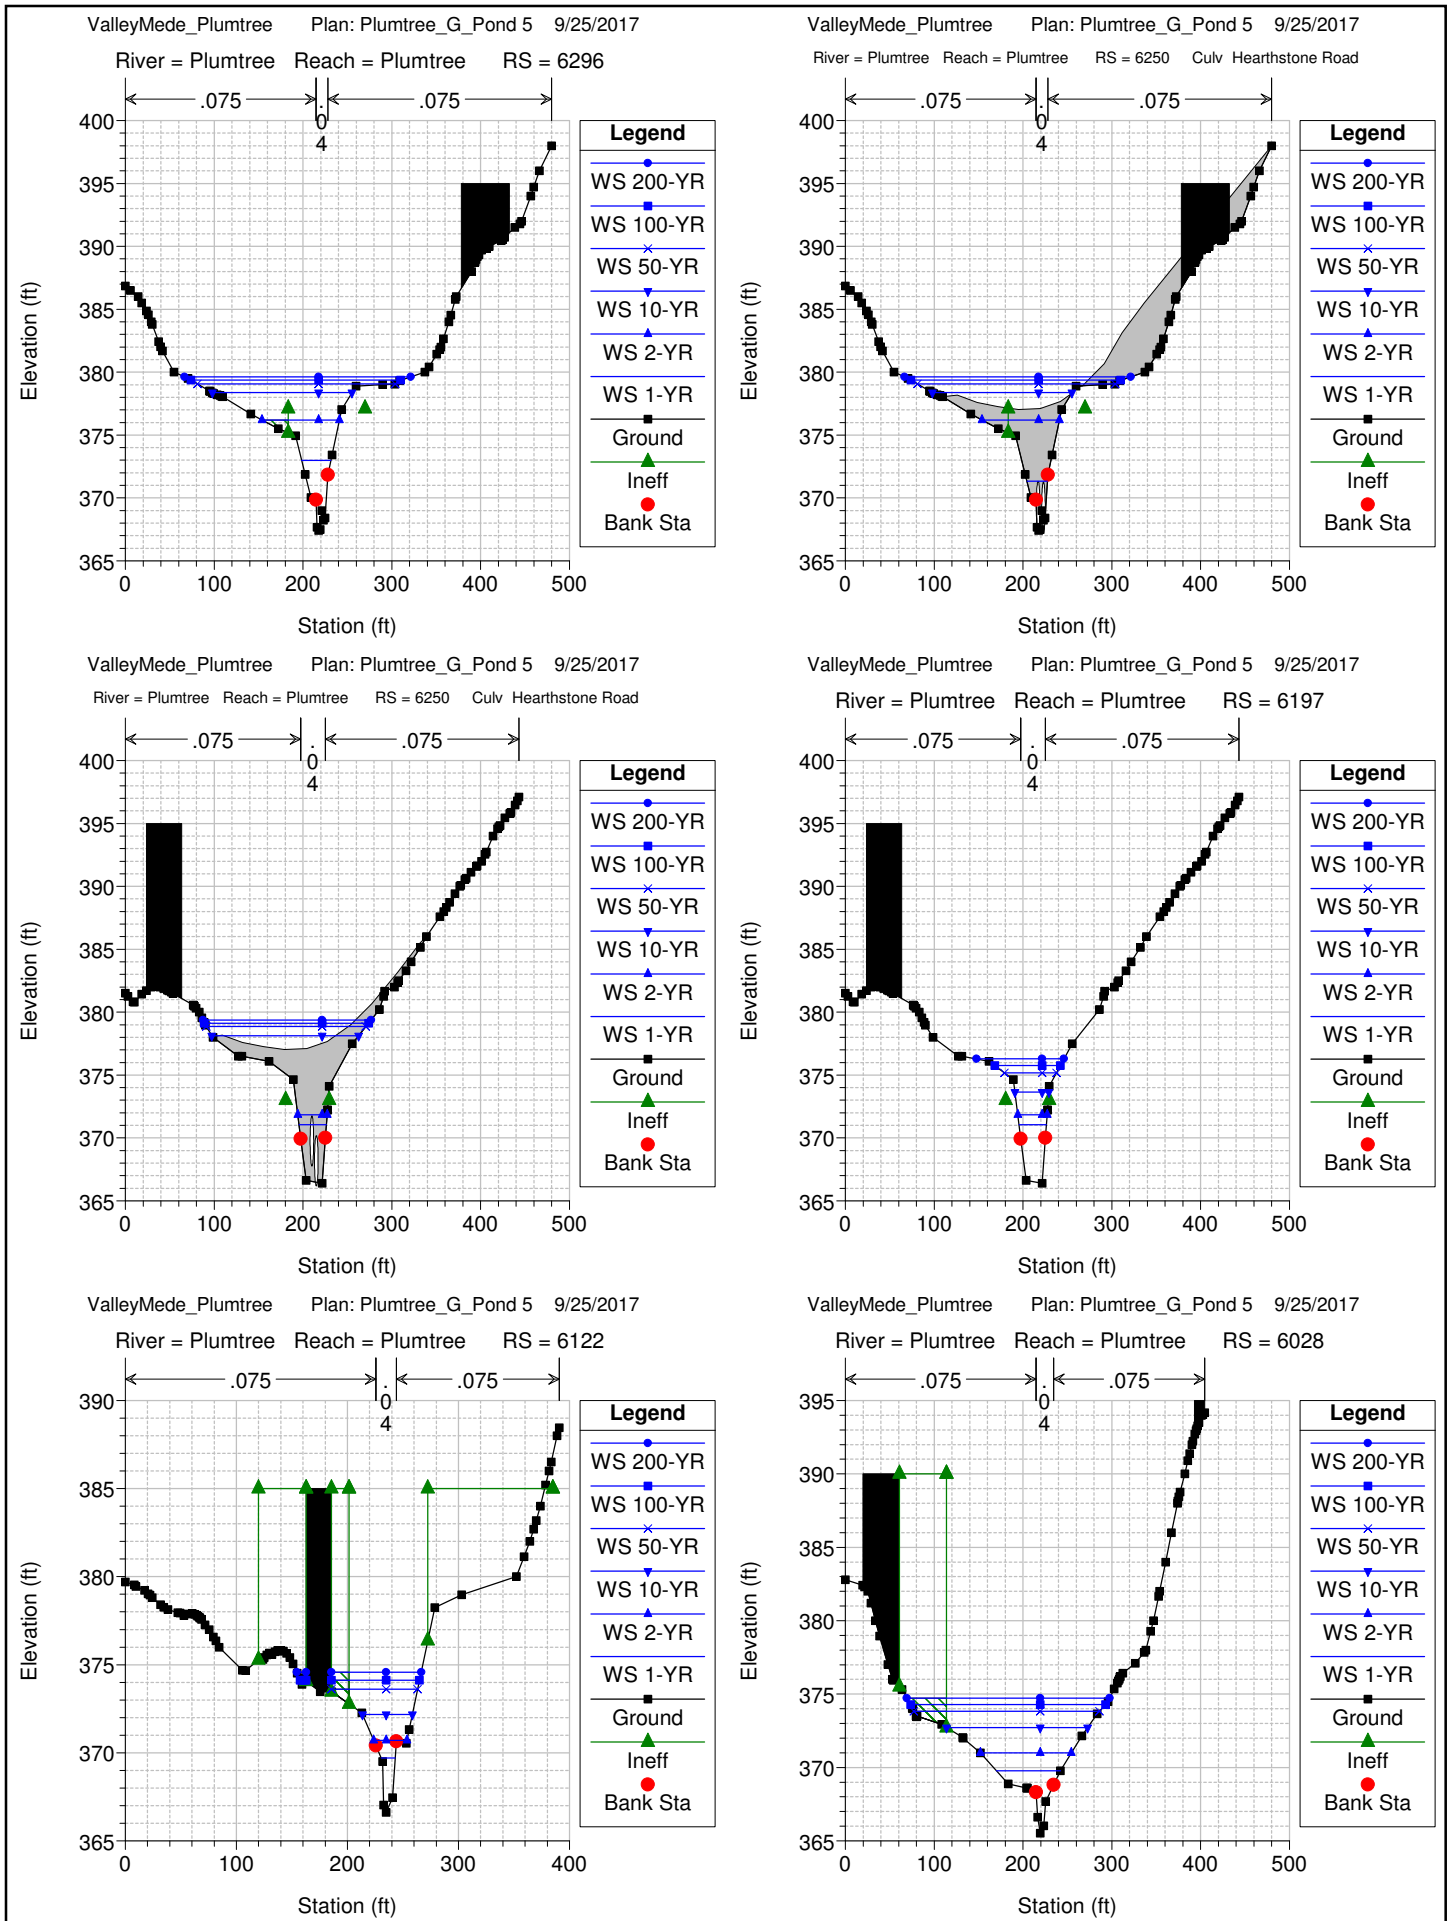 ValleyMede_Plumtree Plan: Plumtree_G_Pond 5 9/25/2017
River = Plumtree Reach = Plumtree RS = 6296
.075 .04 .075
Elevation (ft)
400
395
390
385
380
375
370
365
0 100 200 300 400 500
Station (ft)
Legend
WS 200-YR
WS 100-YR
WS 50-YR
WS 10-YR
WS 2-YR
WS 1-YR
Ground
Ineff
Bank Sta
ValleyMede_Plumtree Plan: Plumtree_G_Pond 5 9/25/2017
River = Plumtree Reach = Plumtree RS = 6250 Culv Hearthstone Road
.075 .04 .075
Elevation (ft)
400
395
390
385
380
375
370
365
0 100 200 300 400 500
Station (ft)
Legend
WS 200-YR
WS 100-YR
WS 50-YR
WS 10-YR
WS 2-YR
WS 1-YR
Ground
Ineff
Bank Sta
ValleyMede_Plumtree Plan: Plumtree_G_Pond 5 9/25/2017
River = Plumtree Reach = Plumtree RS = 6250 Culv Hearthstone Road
.075 .04 .075
Elevation (ft)
400
395
390
385
380
375
370
365
0 100 200 300 400 500
Station (ft)
Legend
WS 200-YR
WS 100-YR
WS 50-YR
WS 10-YR
WS 2-YR
WS 1-YR
Ground
Ineff
Bank Sta
ValleyMede_Plumtree Plan: Plumtree_G_Pond 5 9/25/2017
River = Plumtree Reach = Plumtree RS = 6197
.075 .04 .075
Elevation (ft)
400
395
390
385
380
375
370
365
0 100 200 300 400 500
Station (ft)
Legend
WS 200-YR
WS 100-YR
WS 50-YR
WS 10-YR
WS 2-YR
WS 1-YR
Ground
Ineff
Bank Sta
ValleyMede_Plumtree Plan: Plumtree_G_Pond 5 9/25/2017
River = Plumtree Reach = Plumtree RS = 6122
.075 .04 .075
Elevation (ft)
390
385
380
375
370
365
0 100 200 300 400
Station (ft)
Legend
WS 200-YR
WS 100-YR
WS 50-YR
WS 10-YR
WS 2-YR
WS 1-YR
Ground
Ineff
Bank Sta
ValleyMede_Plumtree Plan: Plumtree_G_Pond 5 9/25/2017
River = Plumtree Reach = Plumtree RS = 6028
.075 .04 .075
Elevation (ft)
395
390
385
380
375
370
365
0 100 200 300 400 500
Station (ft)
Legend
WS 200-YR
WS 100-YR
WS 50-YR
WS 10-YR
WS 2-YR
WS 1-YR
Ground
Ineff
Bank Sta